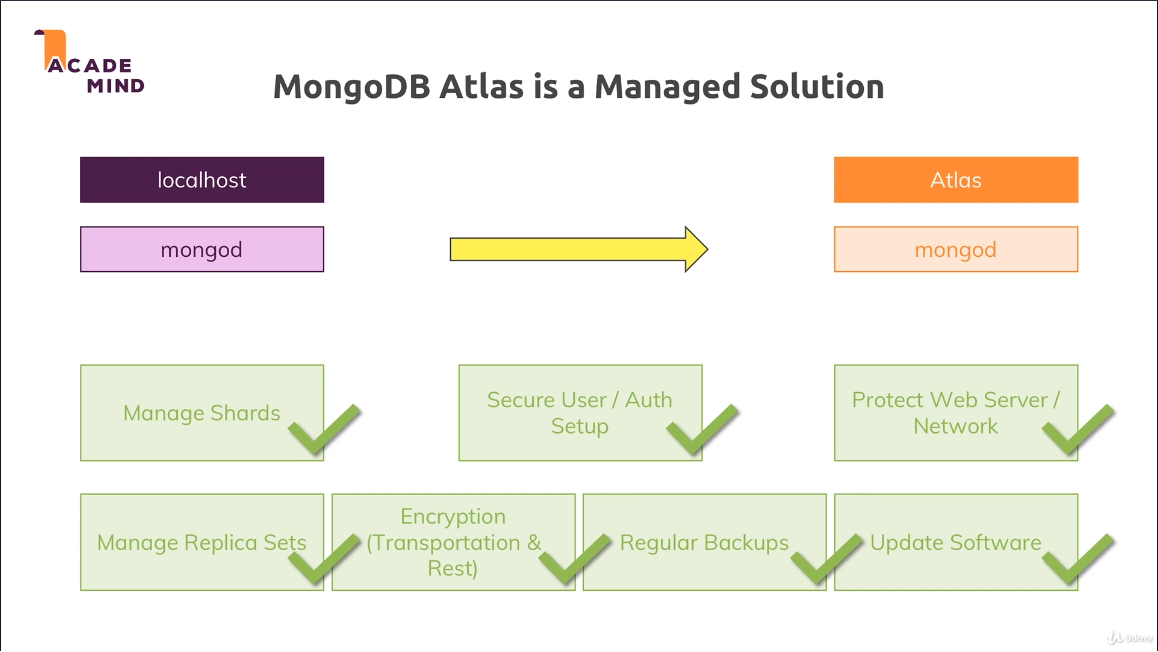 ACADE
MIND
MongoDB Atlas is a Managed Solution
localhost
Atlas
mongod
mongod
Manage Shards
Secure User / Auth
Setup
Protect Web Server /
Network
Manage Replica Sets
Encryption
(Transportation &
Rest)
Regular Backups
Update Software
Udemy